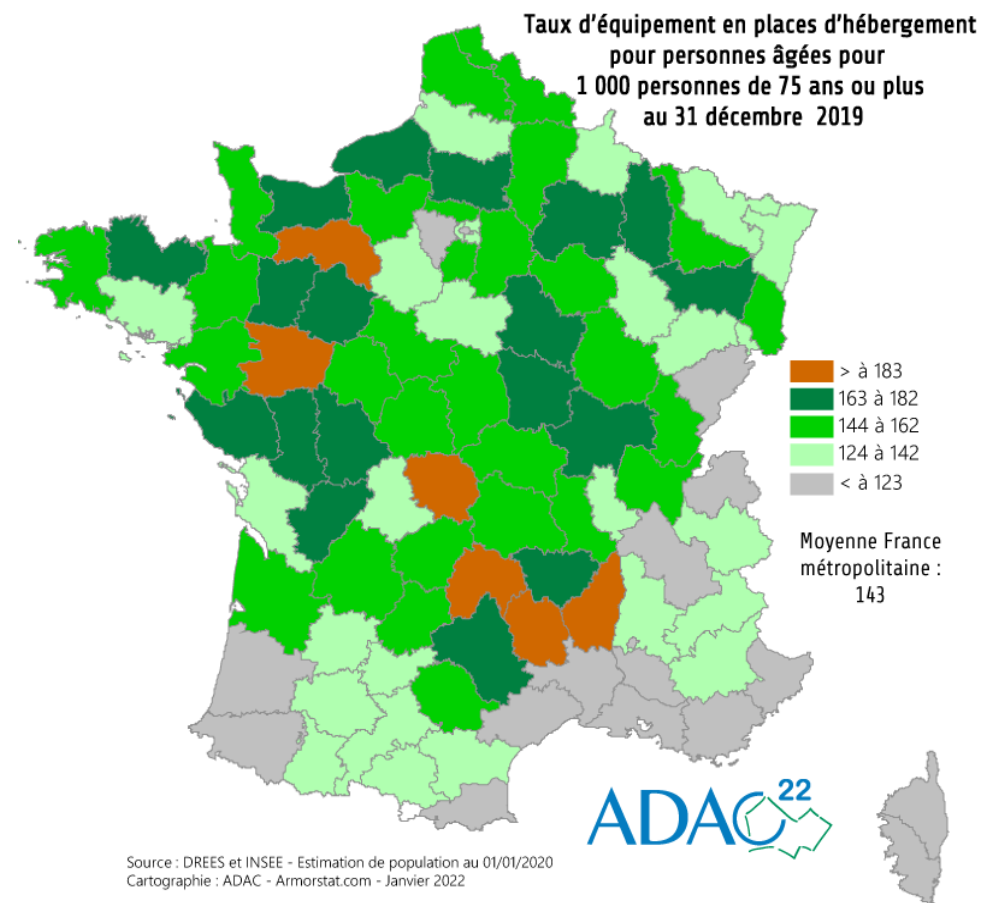 Taux d'équipement en places d'hébergement
pour personnes âgées pour
1 000 personnes de 75 ans ou plus
au 31 décembre  2019
> à 183
163 à 182
144 à 162
124 à 142
< à 123
Moyenne France
métropolitaine :
143
ADAC 22
Source : DREES et INSEE - Estimation de population au 01/01/2020
Cartographie : ADAC - Armorstat.com - Janvier 2022